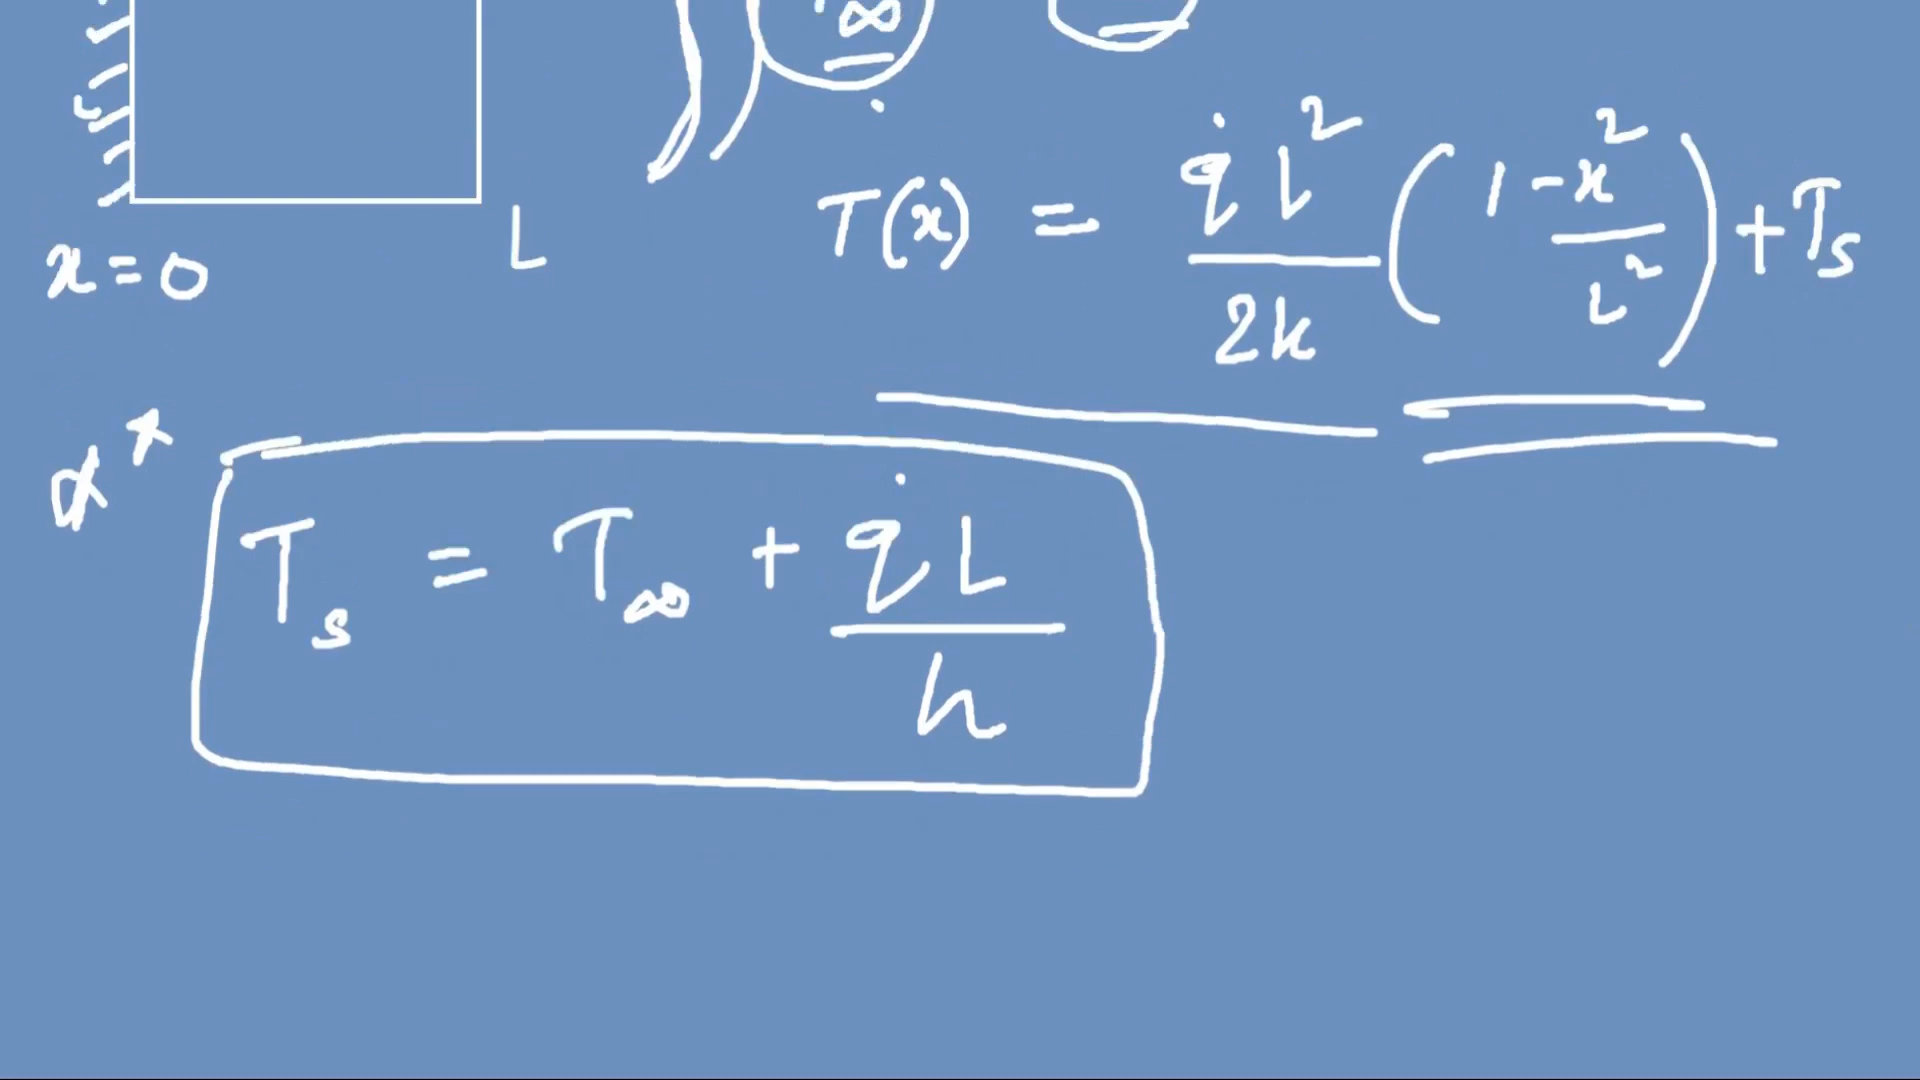 ∞
x=0
L
T(x) = q̇L²/2k (1-x²/L²)+Tₛ
Tₛ = T∞ + q̇L/h